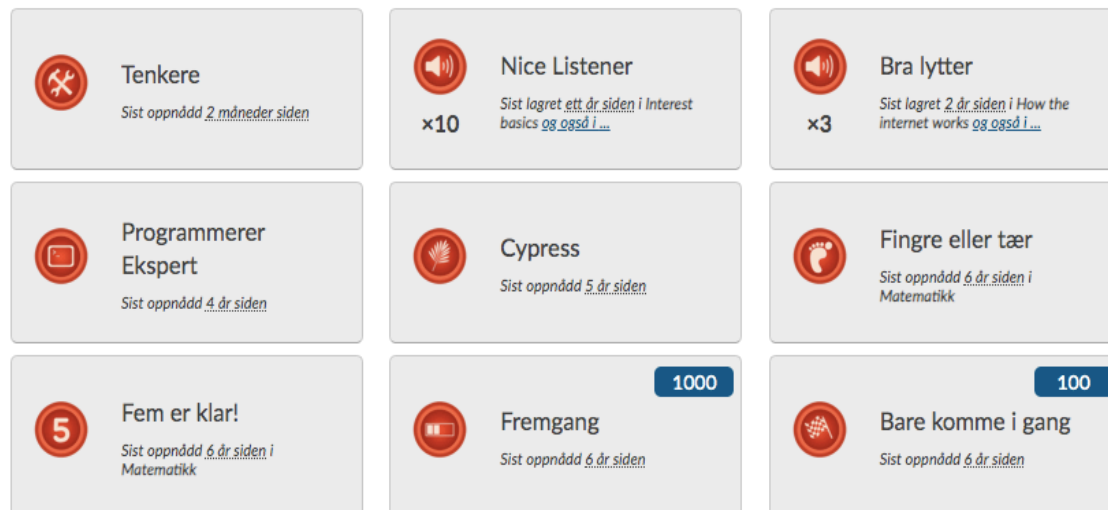 Tenkere
Sist oppnådd 2 måneder siden
×10
Nice Listener
Sist lagret ett år siden i Interest
basics og også i ...
×3
Bra lytter
Sist lagret 2 år siden i How the
internet works og også i ...
Programmerer
Ekspert
Sist oppnådd 4 år siden
Cypress
Sist oppnådd 5 år siden
Fingre eller tær
Sist oppnådd 6 år siden i
Matematikk
5
Fem er klar!
Sist oppnådd 6 år siden i
Matematikk
1000
Fremgang
Sist oppnådd 6 år siden
100
Bare komme i gang
Sist oppnådd 6 år siden